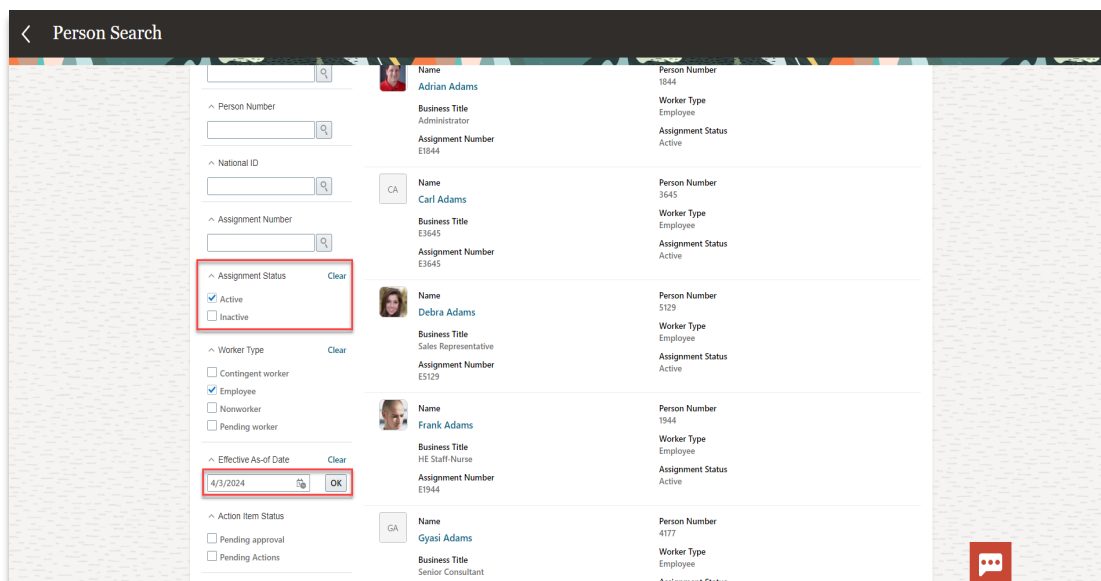 Person Search
Person Number
National ID
Assignment Number
Assignment Status Clear
Active
Inactive
Worker Type Clear
Contingent worker
Employee
Nonworker
Pending worker
Effective As-of Date Clear
4/3/2024 OK
Action Item Status
Pending approval
Pending Actions
Name
Adrian Adams
Business Title
Administrator
Assignment Number
E1844
Person Number
1844
Worker Type
Employee
Assignment Status
Active
CA
Name
Carl Adams
Business Title
E3645
Assignment Number
E3645
Person Number
3645
Worker Type
Employee
Assignment Status
Active
Name
Debra Adams
Business Title
Sales Representative
Assignment Number
E5129
Person Number
5129
Worker Type
Employee
Assignment Status
Active
Name
Frank Adams
Business Title
HE Staff-Nurse
Assignment Number
E1944
Person Number
1944
Worker Type
Employee
Assignment Status
Active
GA
Name
Gyasi Adams
Business Title
Senior Consultant
Person Number
4177
Worker Type
Employee